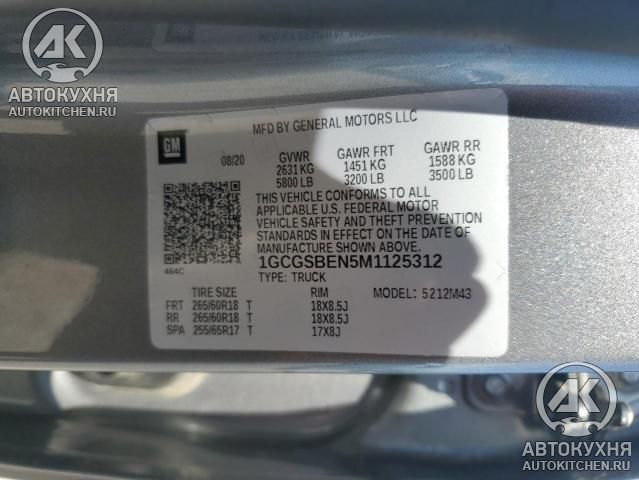 AK
АВТОКУХНЯ
AUTOKITCHEN.RU
MFD BY GENERAL MOTORS LLC
GM
08/20
GVWR GAWR FRT GAWR RR
2631 KG 1451 KG 1588 KG
5800 LB 3200 LB 3500 LB
THIS VEHICLE CONFORMS TO ALL
APPLICABLE U.S. FEDERAL MOTOR
VEHICLE SAFETY AND THEFT PREVENTION
STANDARDS IN EFFECT ON THE DATE OF
MANUFACTURE SHOWN ABOVE.
1GCGSBEN5M1125312
464C
TYPE: TRUCK
TIRE SIZE RIM MODEL: 5212M43
FRT 265/60R18 T 18X8.5J
RR 265/60R18 T 18X8.5J
SPA 255/65R17 T 17X8J
AK
АВТОКУХНЯ
AUTOKITCHEN.RU